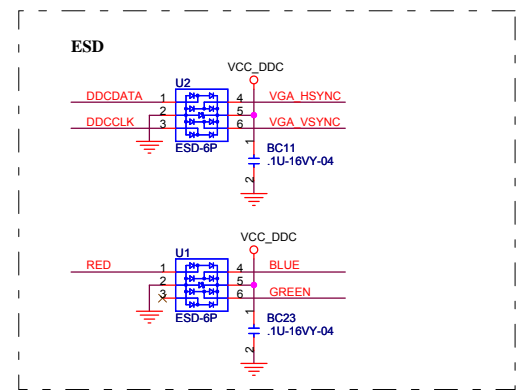 ESD
VCC_DDC
U2
DDCDATA 1 4 VGA_HSYNC
2 5
DDCCLK 3 6 VGA_VSYNC
ESD-6P
1 BC11
.1U-16VY-04
2
VCC_DDC
U1
RED 1 4 BLUE
2 5
3 6 GREEN
ESD-6P
1 BC23
.1U-16VY-04
2